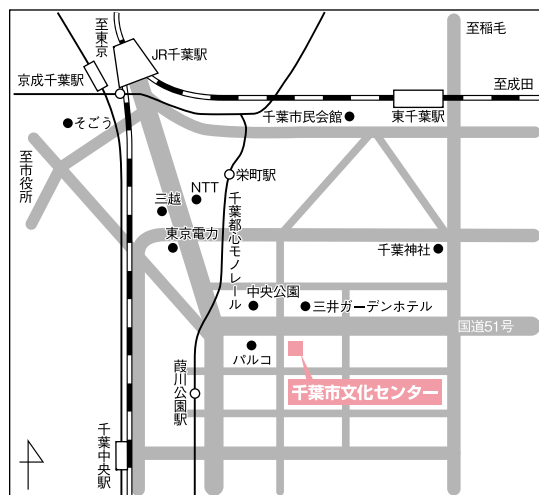 至東京
JR千葉駅
至稲毛
京成千葉駅
至成田
そごう
千葉市民会館
東千葉駅
至市役所
栄町駅
NTT
三越
千葉都心モノレール
東京電力
千葉神社
中央公園
三井ガーデンホテル
国道51号
パルコ
葭川公園駅
千葉市文化センター
千葉中央駅